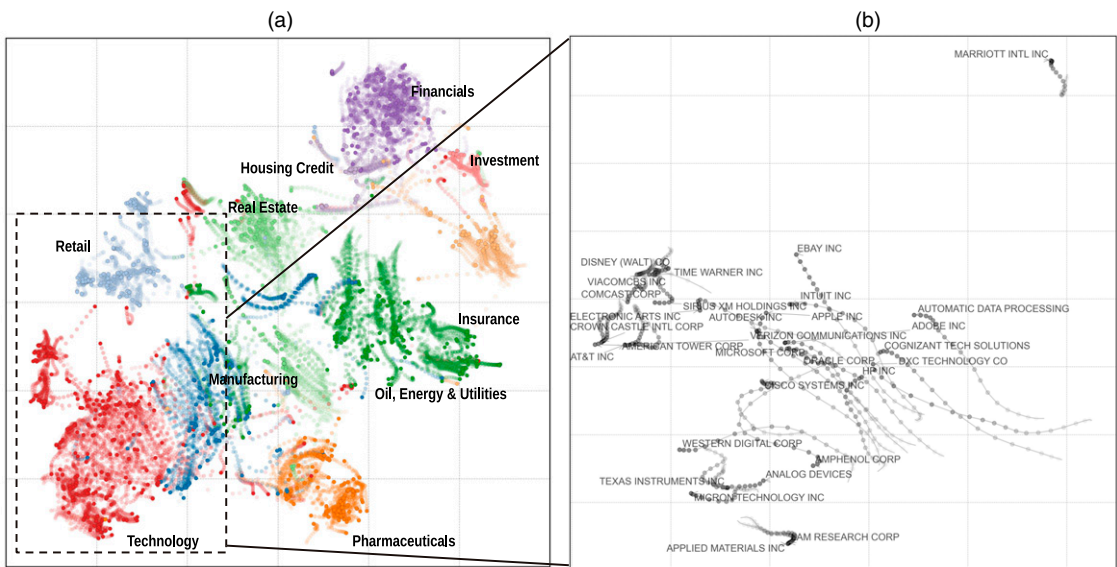 (a)
Financials
Investment
Housing Credit
Real Estate
Retail
Insurance
Manufacturing
Oil, Energy & Utilities
Technology
Pharmaceuticals
(b)
MARRIOTT INTL INC
EBAY INC
DISNEY (WALT) CO
TIME WARNER INC
VIACOMCBS INC
COMCAST CORP
INTUIT INC
SIRIUS XM HOLDINGS INC
ELECTRONIC ARTS INC
AUTODESK INC
APPLE INC
AUTOMATIC DATA PROCESSING
CROWN CASTLE INTL CORP
ADOBE INC
VERIZON COMMUNICATIONS INC
AMERICAN TOWER CORP
COGNIZANT TECH SOLUTIONS
AT&T INC
MICROSOFT CORP
ORACLE CORP
DXC TECHNOLOGY CO
HP INC
CISCO SYSTEMS INC
WESTERN DIGITAL CORP
AMPHENOL CORP
ANALOG DEVICES
TEXAS INSTRUMENTS INC
MICRON TECHNOLOGY INC
LAM RESEARCH CORP
APPLIED MATERIALS INC